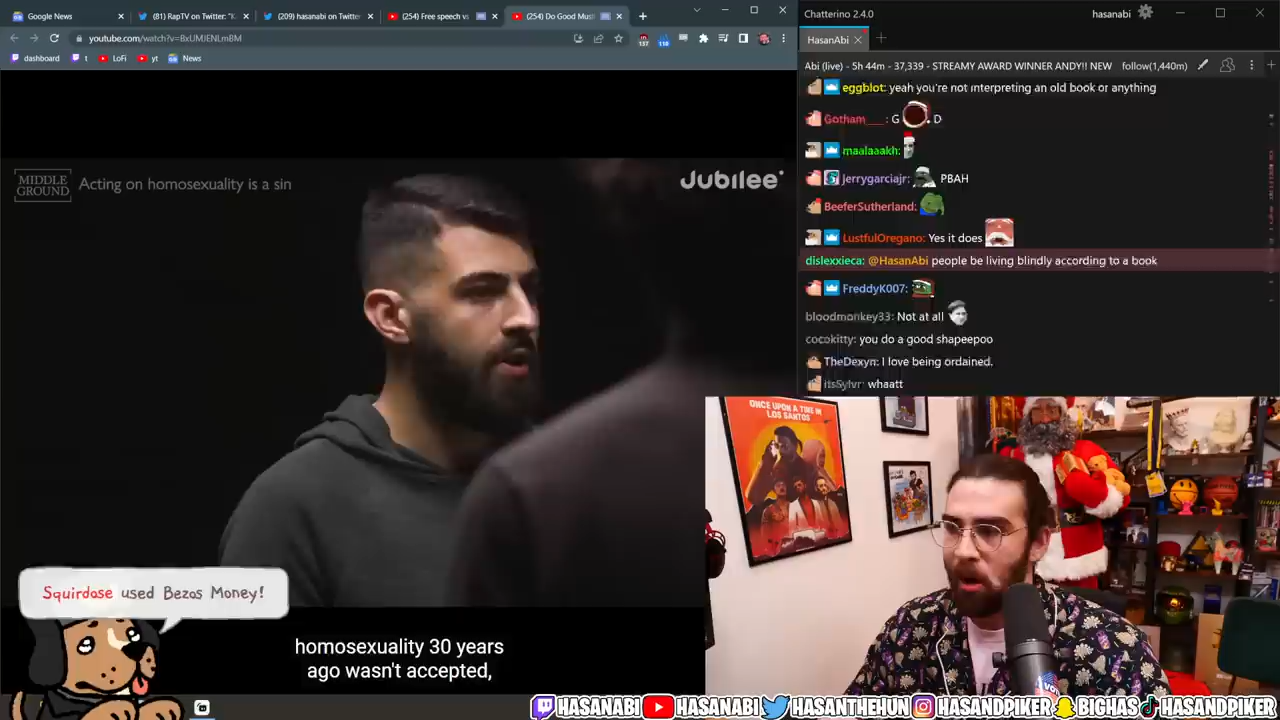 Google News
(81) RapTV on Twitter: "K
(209) hasanabi on Twitter
(254) Free speech v
(254) Do Good Mus
youtube.com/watch?v=BxUMJENLmBM
137
118
dashboard
t
LoFi
yt
News
MIDDLE
GROUND
Acting on homosexuality is a sin
Jubilee
homosexuality 30 years
ago wasn't accepted,
Squirdase used Bezos Money!
Chatterino 2.4.0
hasanabi
HasanAbi
Abi (live) - 5h 44m - 37,339 - STREAMY AWARD WINNER ANDY!! NEW
follow(1,440m)
eggblot: yeah you're not interpreting an old book or anything
Gotham___: G D
maalaaakh:
Jerrygarciajr: PBAH
BeeferSutherland:
LustfulOregano: Yes it does
dislexxieca: @HasanAbi people be living blindly according to a book
FreddyK007:
bloodmonkey33: Not at all
cocokitty: you do a good shapeepoo
TheDexyn: I love being ordained.
itsSylvr: whaatt
ONCE UPON A TIME IN
LOS SANTOS
HASANABI
HASANABI
HASANTHEHUN
HASANDPIKER
BIGHAS
HASANDPIKER